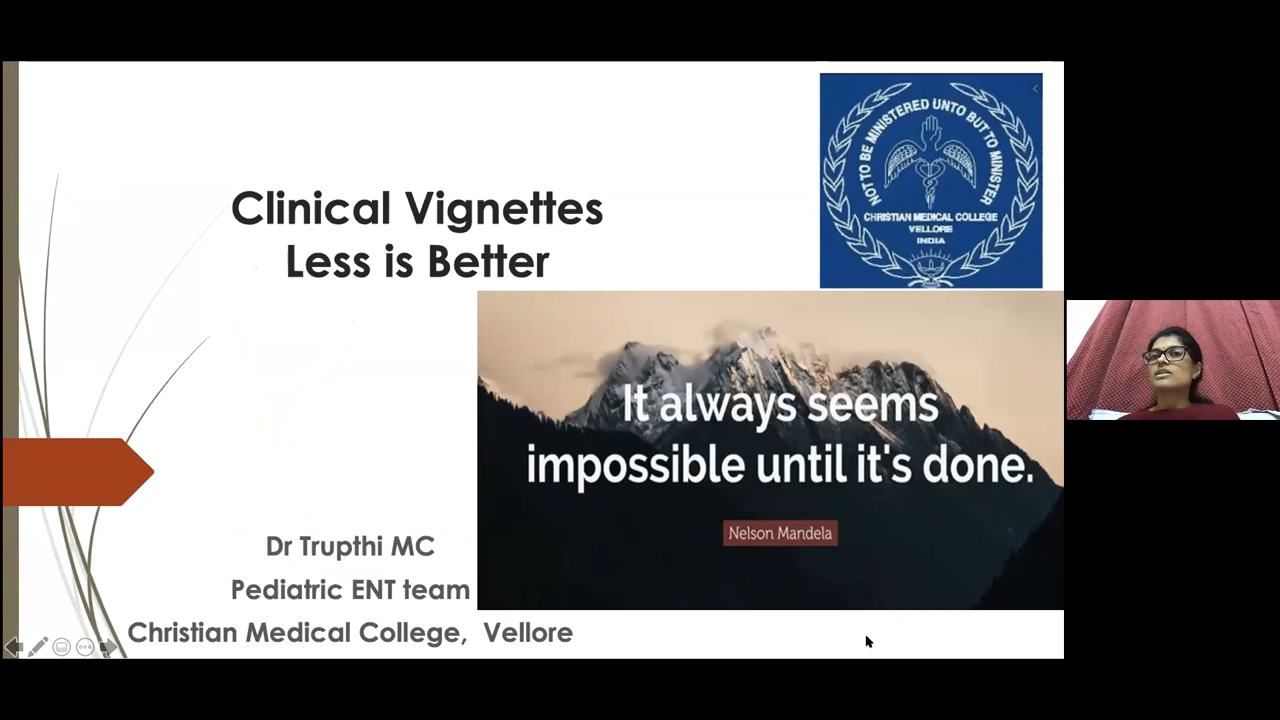 Clinical Vignettes
Less is Better
NOT TO BE MINISTERED UNTO BUT TO MINISTER
CHRISTIAN MEDICAL COLLEGE
VELLORE
INDIA
It always seems
impossible until it's done.
Nelson Mandela
Dr Trupthi MC
Pediatric ENT team
Christian Medical College, Vellore